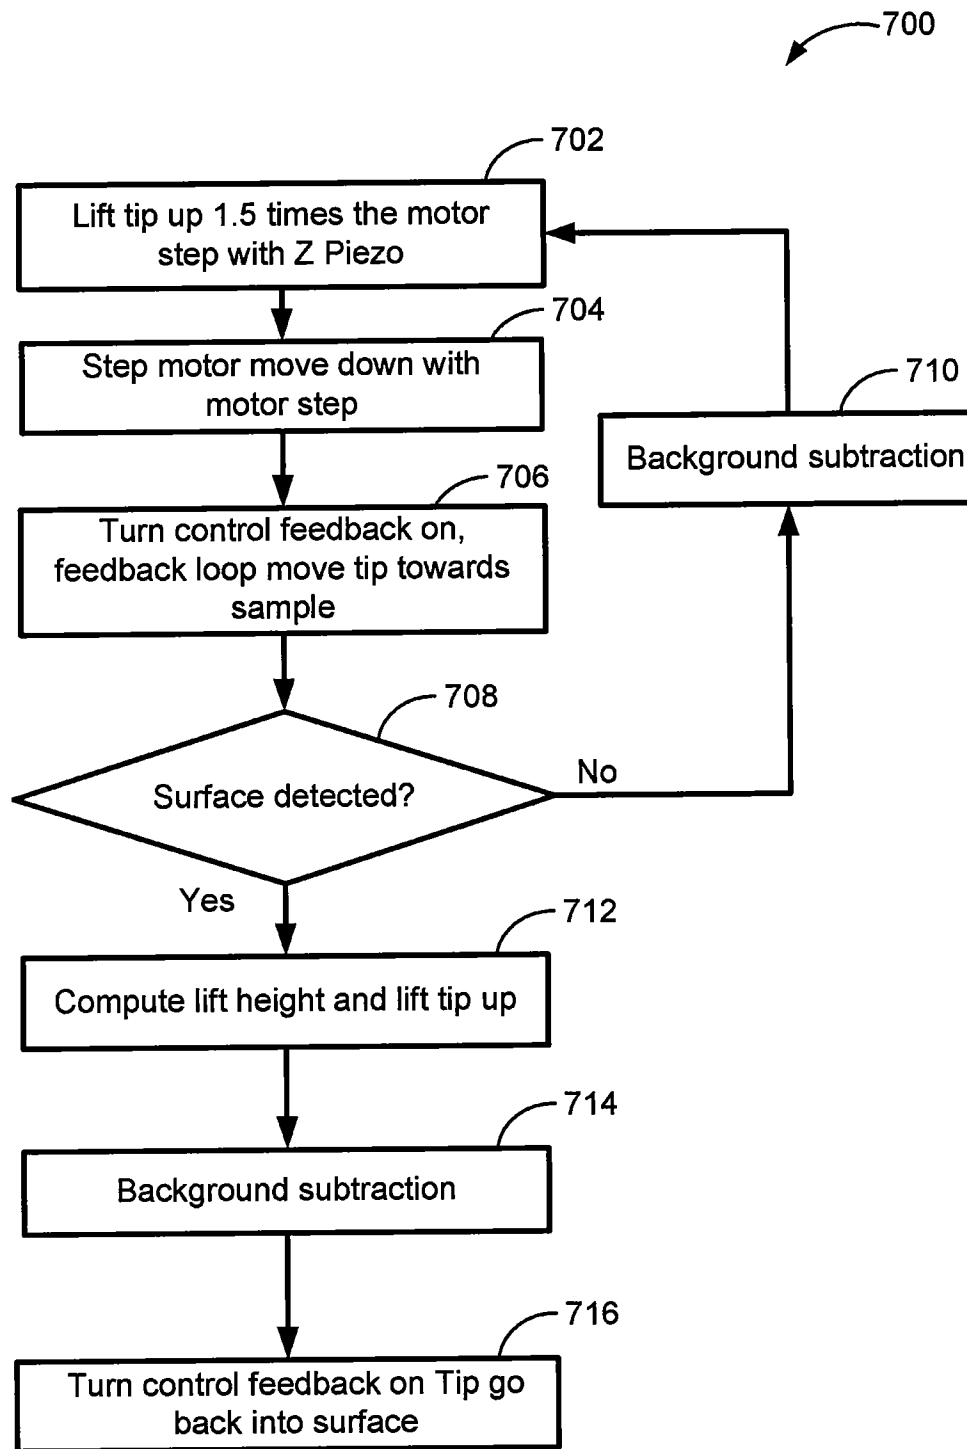 700
702
Lift tip up 1.5 times the motor
step with Z Piezo
704
Step motor move down with
motor step
710
Background subtraction
706
Turn control feedback on,
feedback loop move tip towards
sample
708
Surface detected?
No
Yes
712
Compute lift height and lift tip up
714
Background subtraction
716
Turn control feedback on Tip go
back into surface